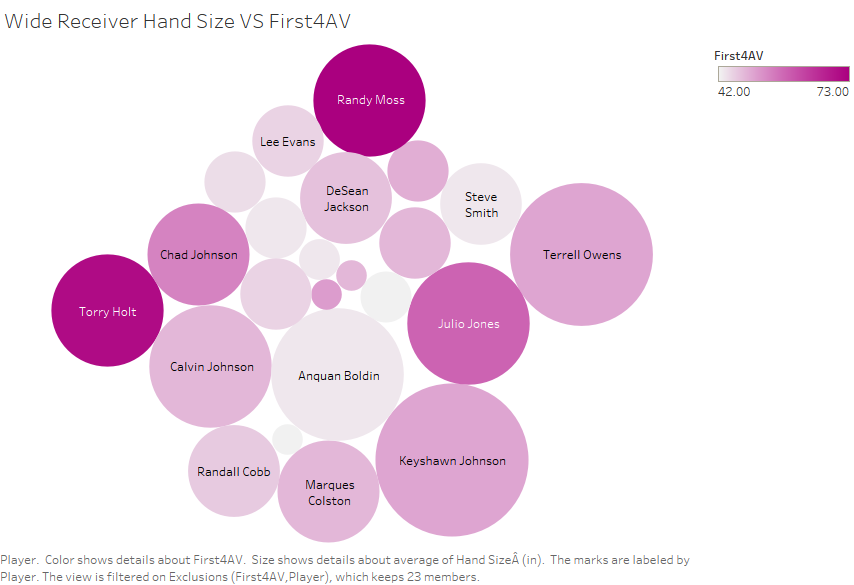 Wide Receiver Hand Size VS First4AV
First4AV
42.00 73.00
Randy Moss
Lee Evans
DeSean
Jackson
Steve
Smith
Chad Johnson
Terrell Owens
Torry Holt
Julio Jones
Calvin Johnson
Anquan Boldin
Keyshawn Johnson
Randall Cobb
Marques
Colston
Player.  Color shows details about First4AV.  Size shows details about average of Hand SizeÂ (in).  The marks are labeled by
Player. The view is filtered on Exclusions (First4AV,Player), which keeps 23 members.